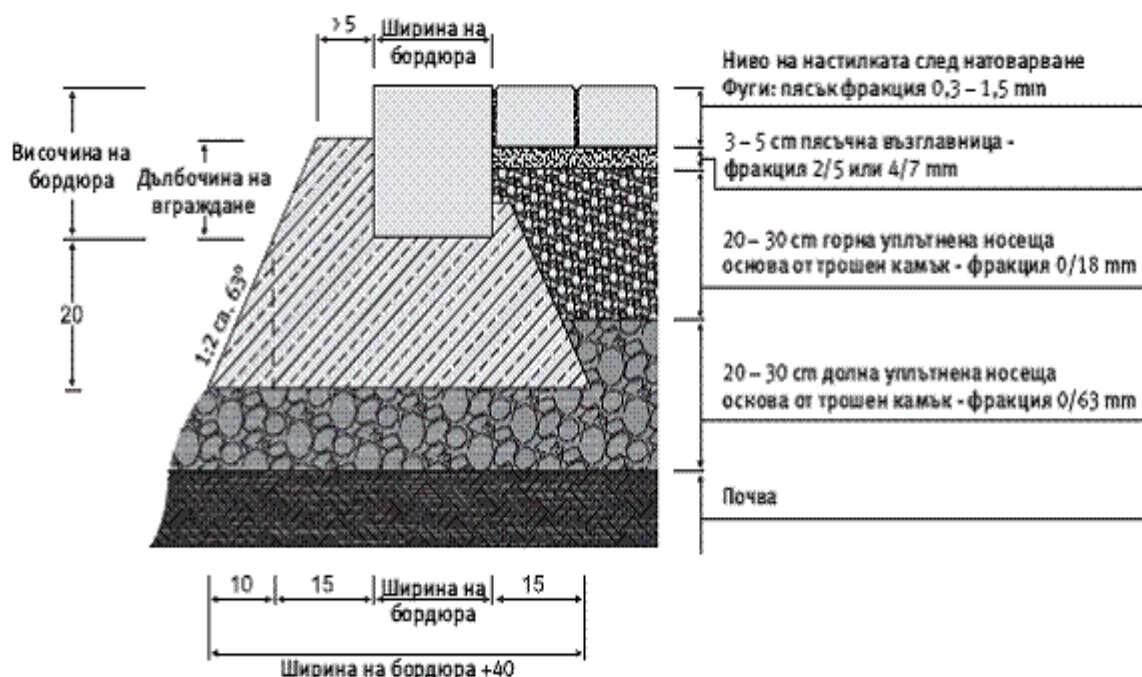 >5
Ширина на
бордюра
Височина на
бордюра
Дълбочина на
вграждане
20
1:2 ca. 63°
Ниво на настилката след натоварване
Фуги: пясък фракция 0,3 – 1,5 mm
3 – 5 cm пясъчна възглавница -
фракция 2/5 или 4/7 mm
20 – 30 cm горна уплътнена носеща
основа от трошен камък - фракция 0/18 mm
20 – 30 cm долна уплътнена носеща
основа от трошен камък - фракция 0/63 mm
Почва
10
15
Ширина на
бордюра
15
Ширина на бордюра +40